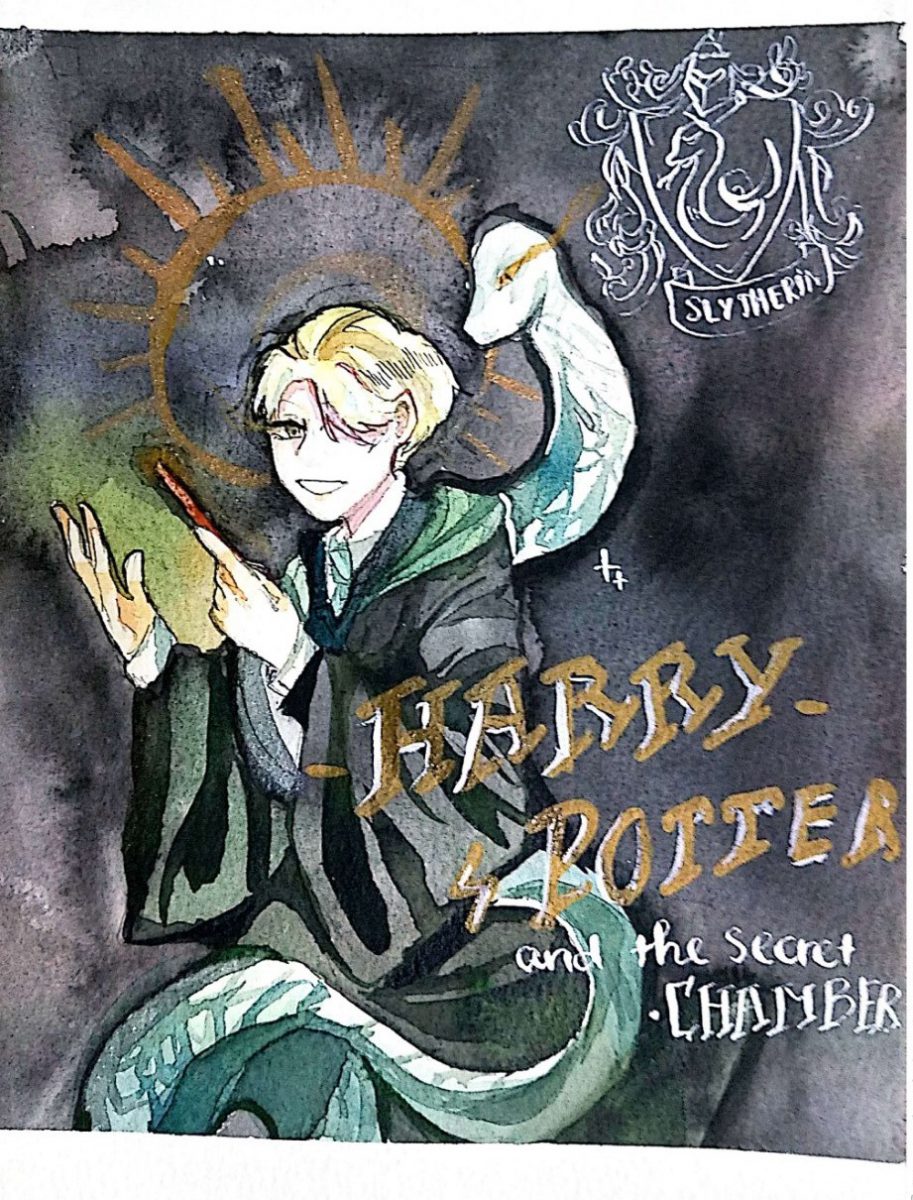 SLYTHERIN
- HARRY -
POTTER
and the secret
. CHAMBER